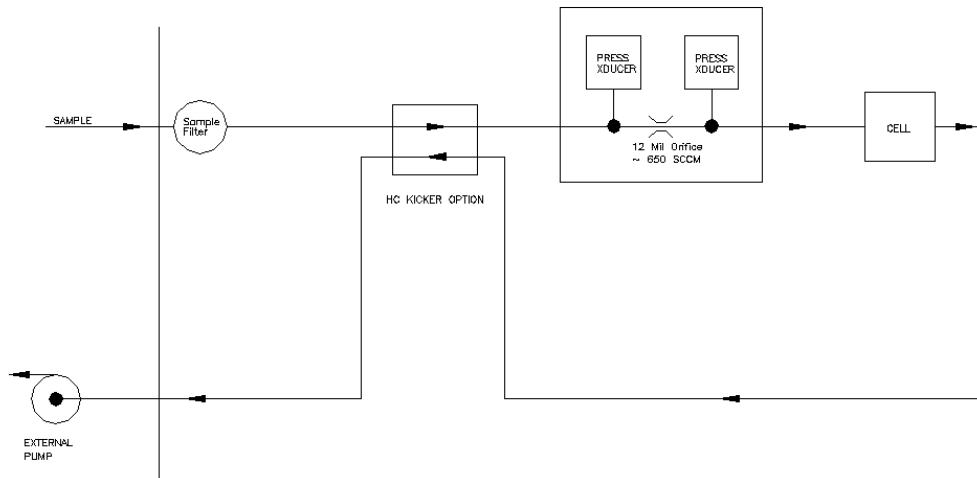 PRESS
XDUCER
PRESS
XDUCER
SAMPLE
Sample
Filter
CELL
12 Mil Orifice
~ 650 SCCM
HC KICKER OPTION
EXTERNAL
PUMP